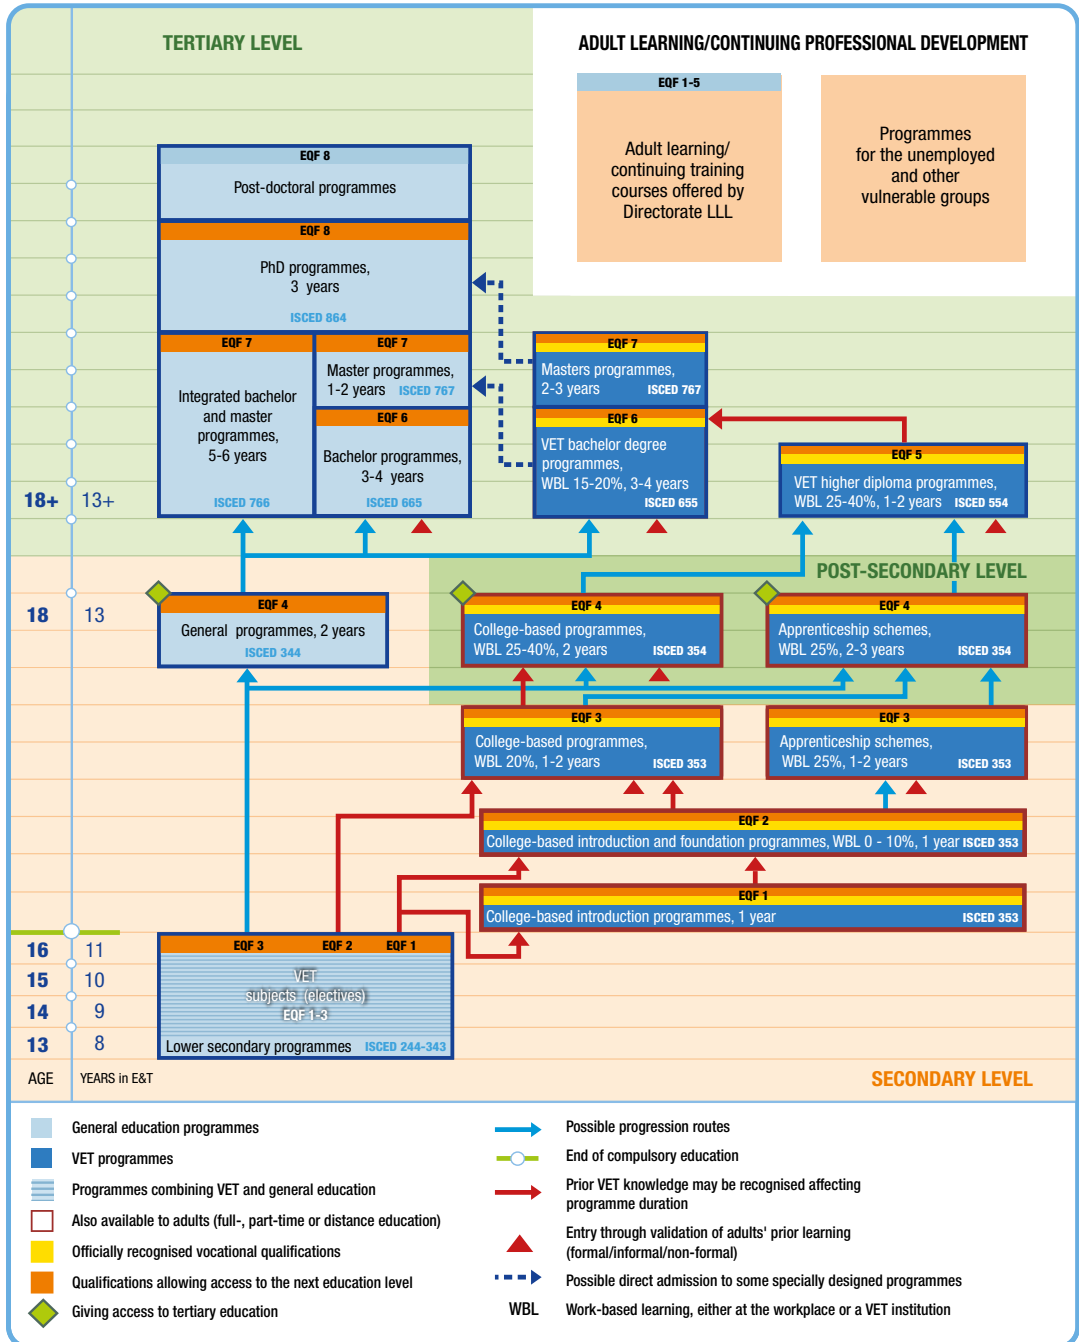 TERTIARY LEVEL
ADULT LEARNING/CONTINUING PROFESSIONAL DEVELOPMENT
EQF 1-5
Adult learning/
continuing training
courses offered by
Directorate LLL
Programmes
for the unemployed
and other
vulnerable groups
EQF 8
Post-doctoral programmes
EQF 8
PhD programmes,
3 years
ISCED 864
EQF 7
Integrated bachelor
and master
programmes,
5-6 years
ISCED 766
EQF 7
Master programmes,
1-2 years ISCED 767
EQF 6
Bachelor programmes,
3-4 years
ISCED 665
EQF 7
Masters programmes,
2-3 years ISCED 767
EQF 6
VET bachelor degree
programmes,
WBL 15-20%, 3-4 years
ISCED 655
EQF 5
VET higher diploma programmes,
WBL 25-40%, 1-2 years ISCED 554
18+ 13+
POST-SECONDARY LEVEL
18 13
EQF 4
General programmes, 2 years
ISCED 344
EQF 4
College-based programmes,
WBL 25-40%, 2 years ISCED 354
EQF 4
Apprenticeship schemes,
WBL 25%, 2-3 years ISCED 354
EQF 3
College-based programmes,
WBL 20%, 1-2 years ISCED 353
EQF 3
Apprenticeship schemes,
WBL 25%, 1-2 years ISCED 353
EQF 2
College-based introduction and foundation programmes, WBL 0 - 10%, 1 year ISCED 353
EQF 1
College-based introduction programmes, 1 year ISCED 353
16 11
15 10
14 9
13 8
EQF 3 EQF 2 EQF 1
VET
subjects (electives)
EQF 1-3
Lower secondary programmes ISCED 244-343
AGE YEARS in E&T
SECONDARY LEVEL
General education programmes
VET programmes
Programmes combining VET and general education
Also available to adults (full-, part-time or distance education)
Officially recognised vocational qualifications
Qualifications allowing access to the next education level
Giving access to tertiary education
Possible progression routes
End of compulsory education
Prior VET knowledge may be recognised affecting
programme duration
Entry through validation of adults' prior learning
(formal/informal/non-formal)
Possible direct admission to some specially designed programmes
WBL Work-based learning, either at the workplace or a VET institution